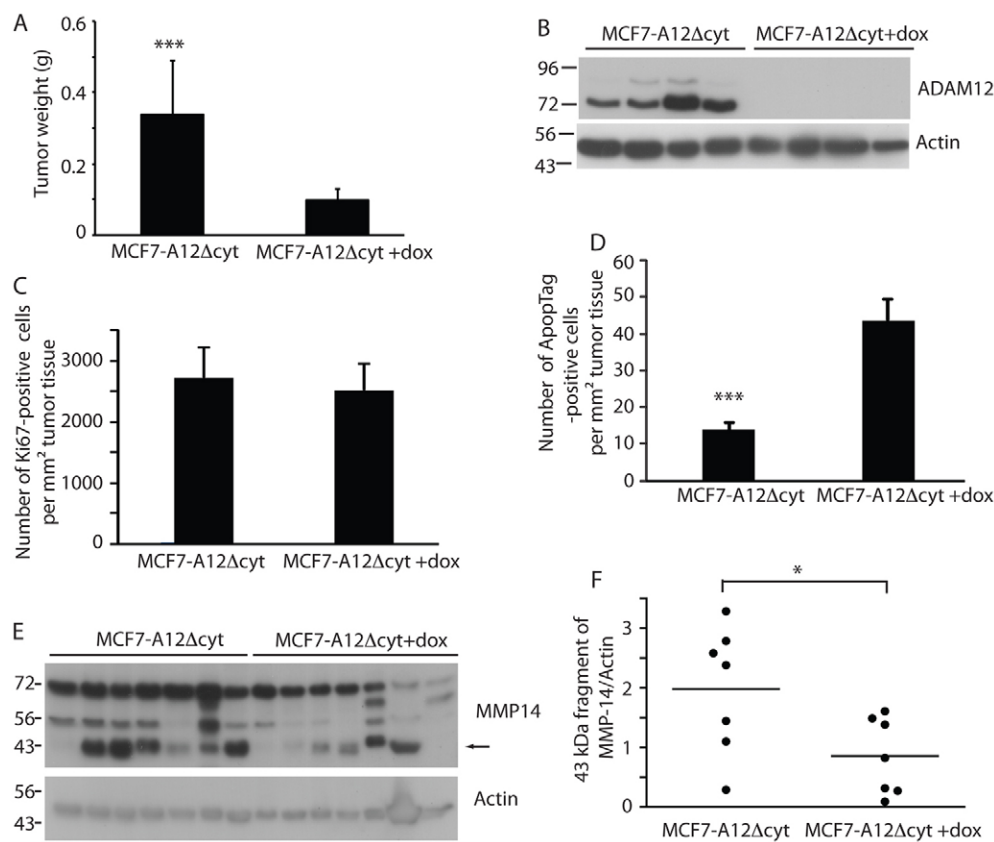 A
Tumor weight (g)
0.6
0.4
0.2
0
***
MCF7-A12Δcyt
MCF7-A12Δcyt +dox
B
MCF7-A12Δcyt
MCF7-A12Δcyt+dox
96
72
56
43
ADAM12
Actin
C
Number of Ki67-positive cells
per mm² tumor tissue
3000
2000
1000
0
MCF7-A12Δcyt
MCF7-A12Δcyt +dox
D
Number of ApopTag
-positive cells
per mm² tumor tissue
60
50
40
30
20
10
0
***
MCF7-A12Δcyt
MCF7-A12Δcyt +dox
E
MCF7-A12Δcyt
MCF7-A12Δcyt+dox
72
56
43
MMP14
56
43
Actin
F
43 kDa fragment of
MMP-14/Actin
3
2
1
0
*
MCF7-A12Δcyt
MCF7-A12Δcyt +dox